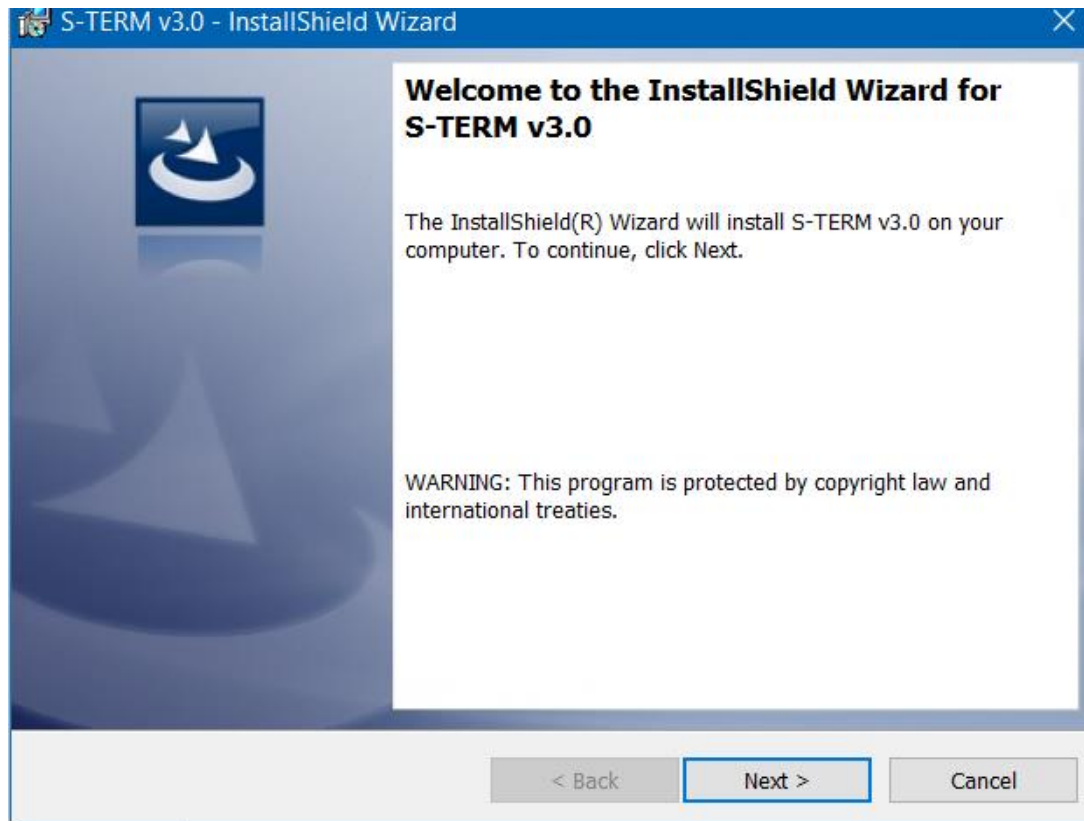 S-TERM v3.0 - InstallShield Wizard
Welcome to the InstallShield Wizard for
S-TERM v3.0
The InstallShield(R) Wizard will install S-TERM v3.0 on your
computer. To continue, click Next.
WARNING: This program is protected by copyright law and
international treaties.
< Back Next > Cancel